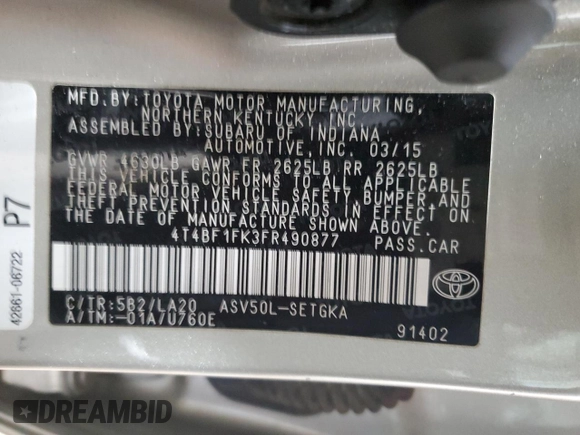 MFD.BY:TOYOTA MOTOR MANUFACTURING,
NORTHERN KENTUCKY INC.
ASSEMBLED BY:SUBARU OF INDIANA
AUTOMOTIVE,INC. 03/15
GVWR 4630LB GAWR FR 2625LB RR 2625LB
THIS VEHICLE CONFORMS TO ALL APPLICABLE
FEDERAL MOTOR VEHICLE SAFETY, BUMPER,AND
THEFT PREVENTION STANDARDS IN EFFECT ON
THE DATE OF MANUFACTURE SHOWN ABOVE.
4T4BF1FK3FR490877 PASS.CAR
C/TR:5B2/LA20 ASV50L-SETGKA
A/TM:-01A/U760E
91402
TOYOTA
P7
42661-06722
DREAMBID